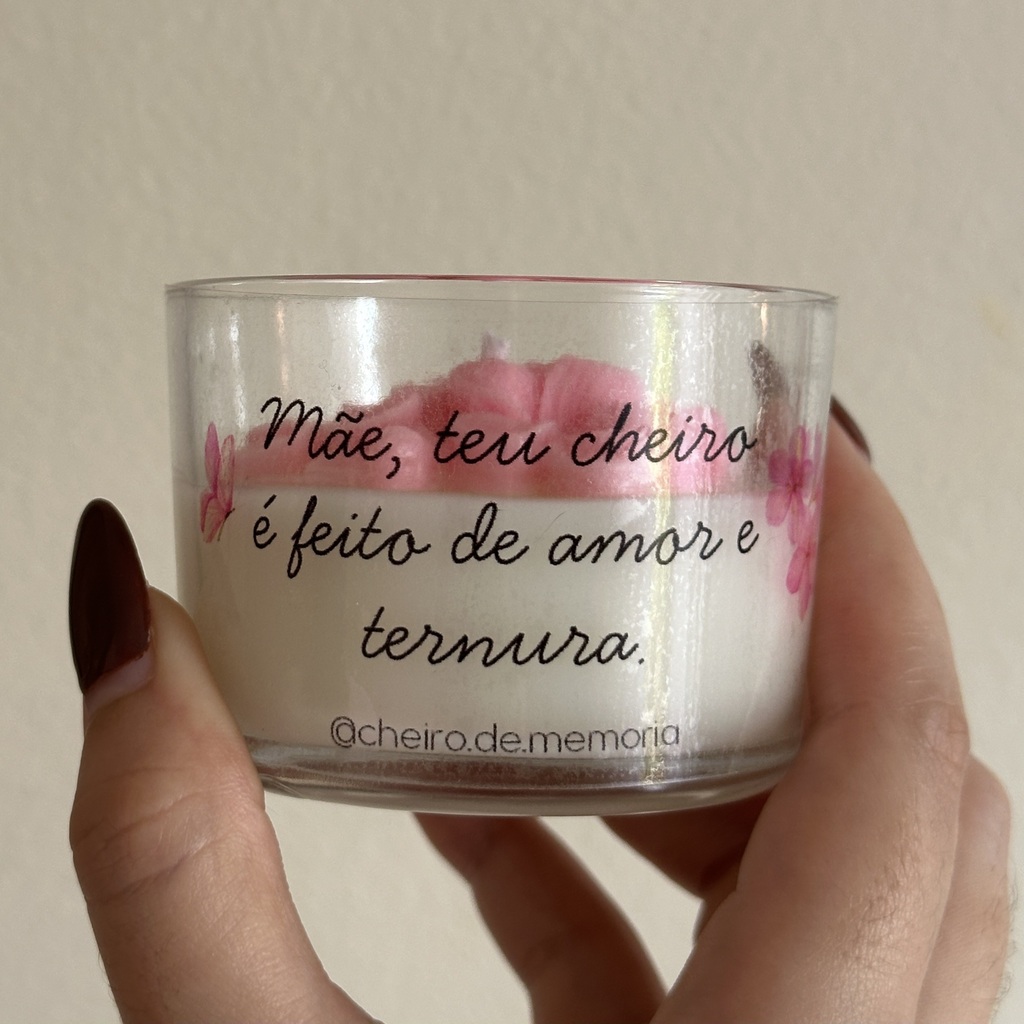 Mãe, teu cheiro
é feito de amor e
ternura.
@cheiro.de.memoria